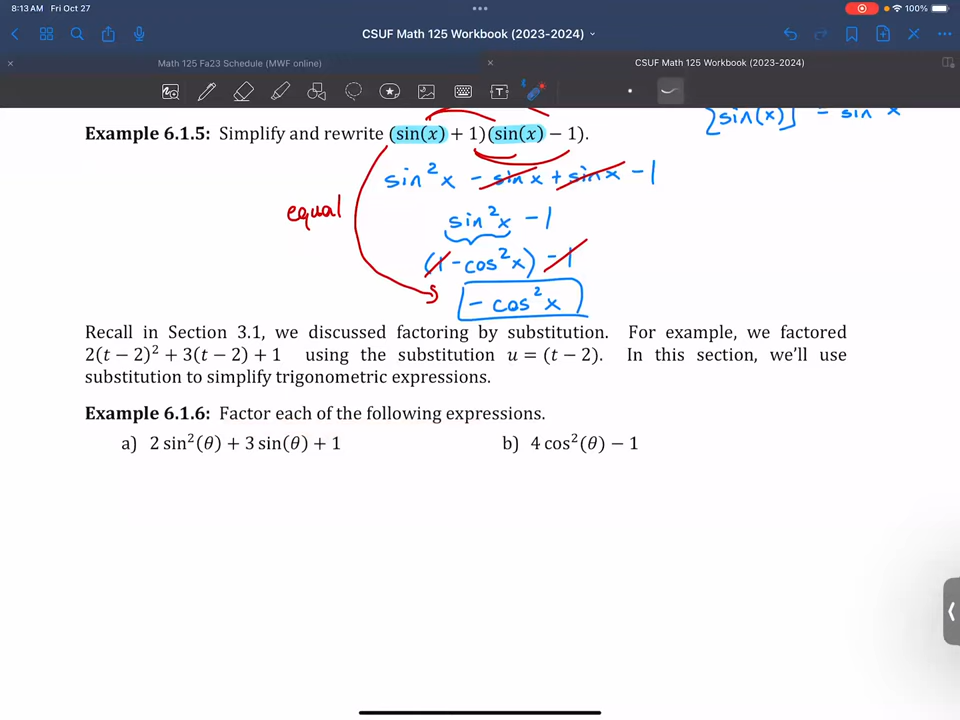 8:13 AM Fri Oct 27
100%
CSUF Math 125 Workbook (2023-2024)
Math 125 Fa23 Schedule (MWF online)
CSUF Math 125 Workbook (2023-2024)
[sin(x)] = sin x
Example 6.1.5: Simplify and rewrite (sin(x) + 1)(sin(x) − 1).
sin²x − sin x + sin x − 1
equal
sin²x − 1
(1 − cos²x) − 1
− cos²x
Recall in Section 3.1, we discussed factoring by substitution. For example, we factored
2(t − 2)² + 3(t − 2) + 1 using the substitution u = (t − 2). In this section, we'll use
substitution to simplify trigonometric expressions.
Example 6.1.6: Factor each of the following expressions.
a) 2 sin²(θ) + 3 sin(θ) + 1
b) 4 cos²(θ) − 1